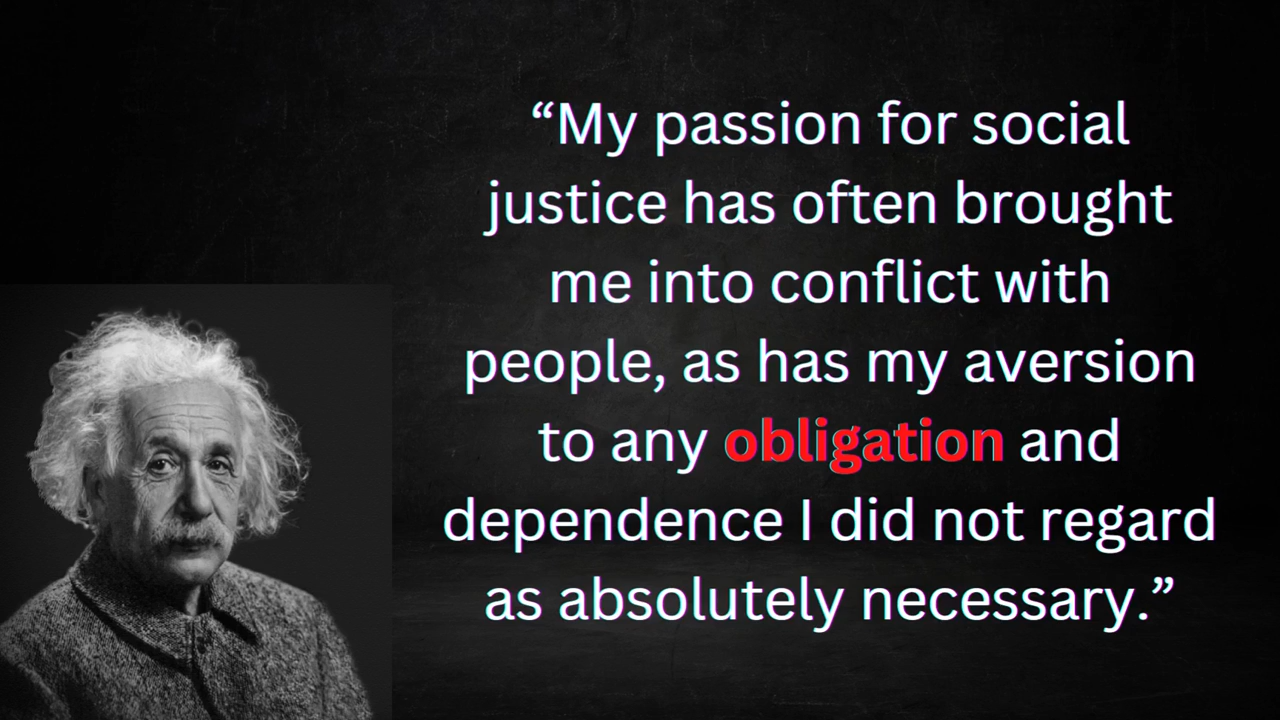 “My passion for social
justice has often brought
me into conflict with
people, as has my aversion
to any obligation and
dependence I did not regard
as absolutely necessary.”